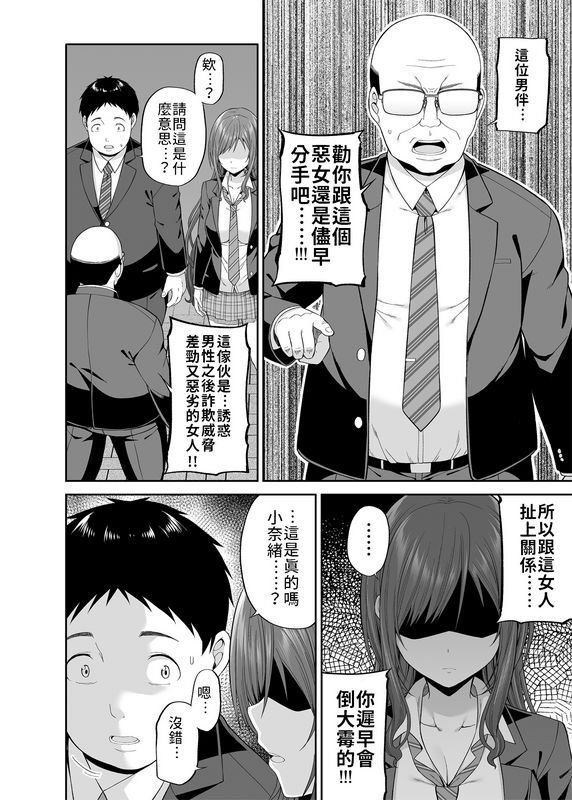 這位男伴…
勸你跟這個
惡女還是儘早
分手吧……!!!
欸…?
請問這是什
麼意思…?
這傢伙是…誘惑
男性之後詐欺威脅
差勁又惡劣的女人!!
所以跟這女人
扯上關係……
……
你遲早會
倒大霉的!!!
…這是真的嗎
小奈緒……?
嗯…
沒錯…